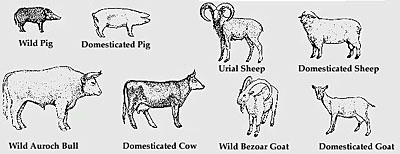 Wild Pig
Domesticated Pig
Urial Sheep
Domesticated Sheep
Wild Auroch Bull
Domesticated Cow
Wild Bezoar Goat
Domesticated Goat